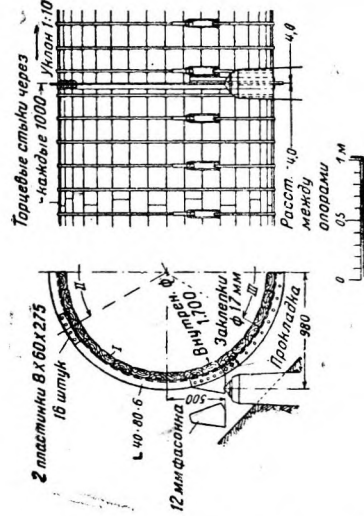 Торцевые стыки через
каждые 1000
Уклон 1:10
4,0
4,0
Расст.
между
опорами
0 0,5 1 м
2 пластинки 8×60×275
16 штук
I
II
III
L 40·80·6
Внутрен. Ф
1,700
Заклепки
ф 17 мм
12 мм фасонка
500
Прокладка
980